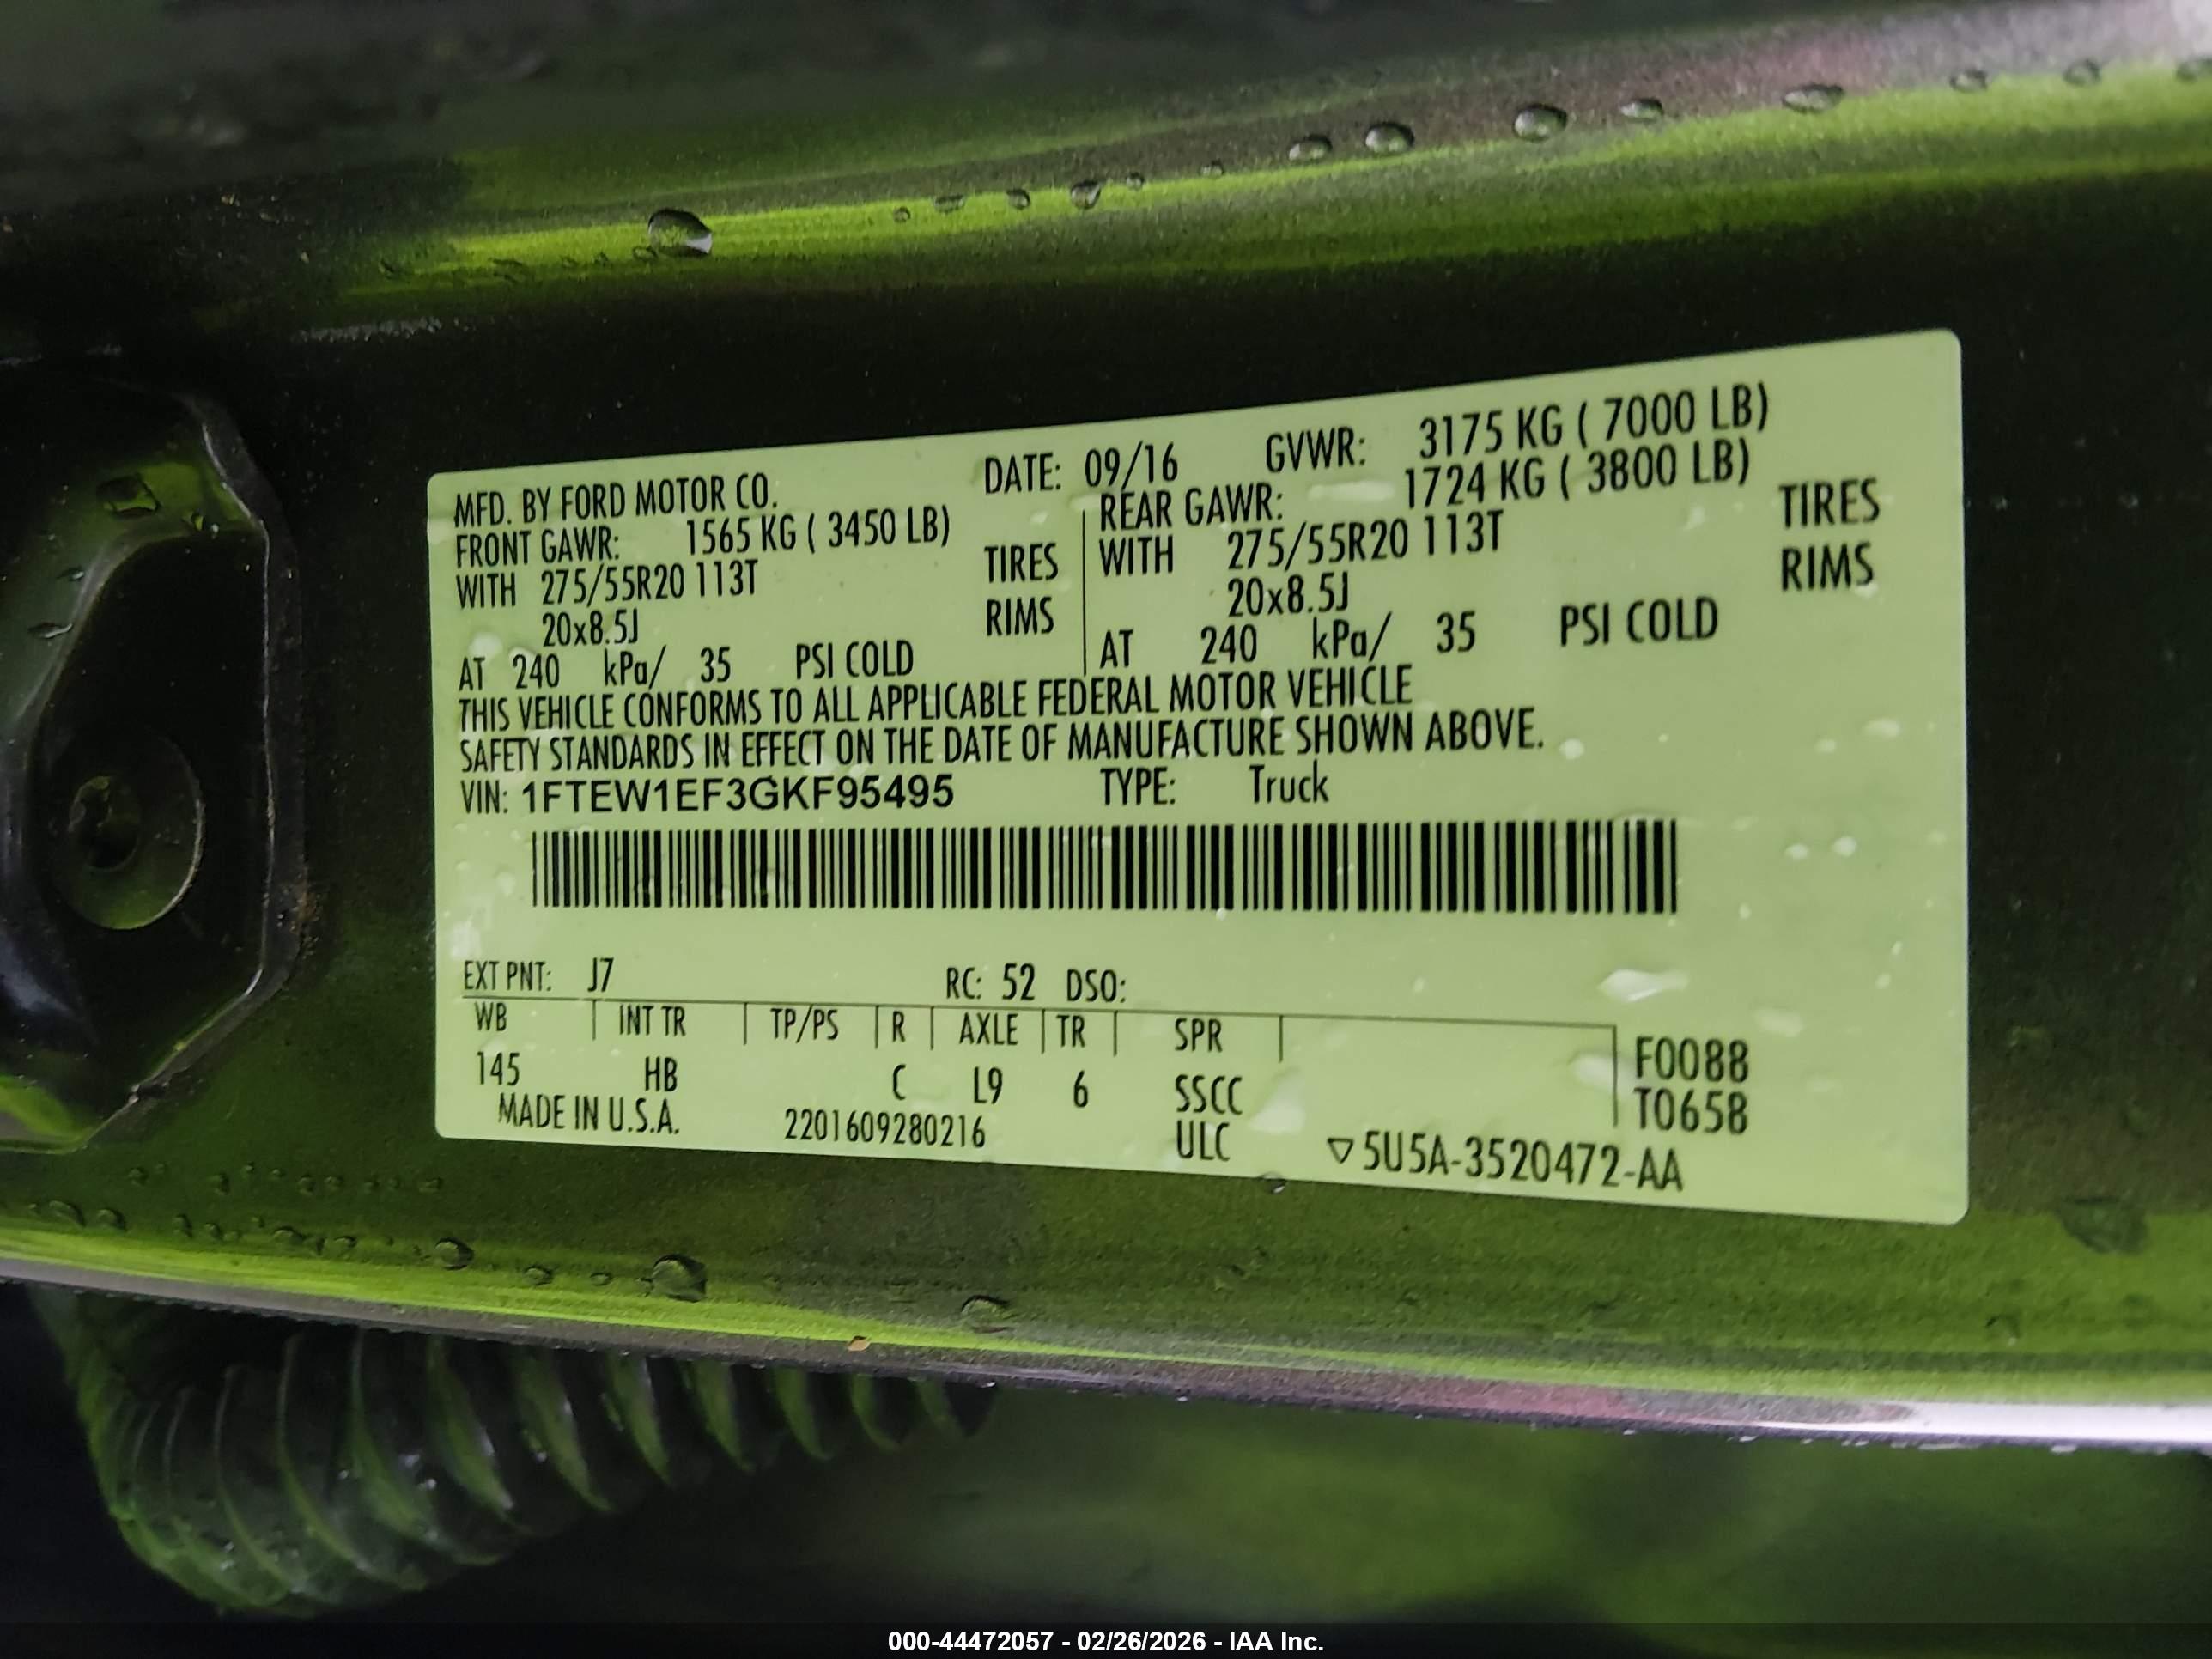 MFD. BY FORD MOTOR CO. DATE: 09/16 GVWR: 3175 KG ( 7000 LB)
FRONT GAWR: 1565 KG ( 3450 LB) REAR GAWR: 1724 KG ( 3800 LB)
WITH 275/55R20 113T TIRES WITH 275/55R20 113T TIRES
20x8.5J RIMS 20x8.5J RIMS
AT 240 kPa/ 35 PSI COLD AT 240 kPa/ 35 PSI COLD
THIS VEHICLE CONFORMS TO ALL APPLICABLE FEDERAL MOTOR VEHICLE
SAFETY STANDARDS IN EFFECT ON THE DATE OF MANUFACTURE SHOWN ABOVE.
VIN: 1FTEW1EF3GKF95495 TYPE: Truck
EXT PNT: J7 RC: 52 DSO:
WB INT TR TP/PS R AXLE TR SPR F0088
145 HB C L9 6 SSCC T0658
MADE IN U.S.A. 2201609280216 ULC ▽5U5A-3520472-AA
000-44472057 - 02/26/2026 - IAA Inc.